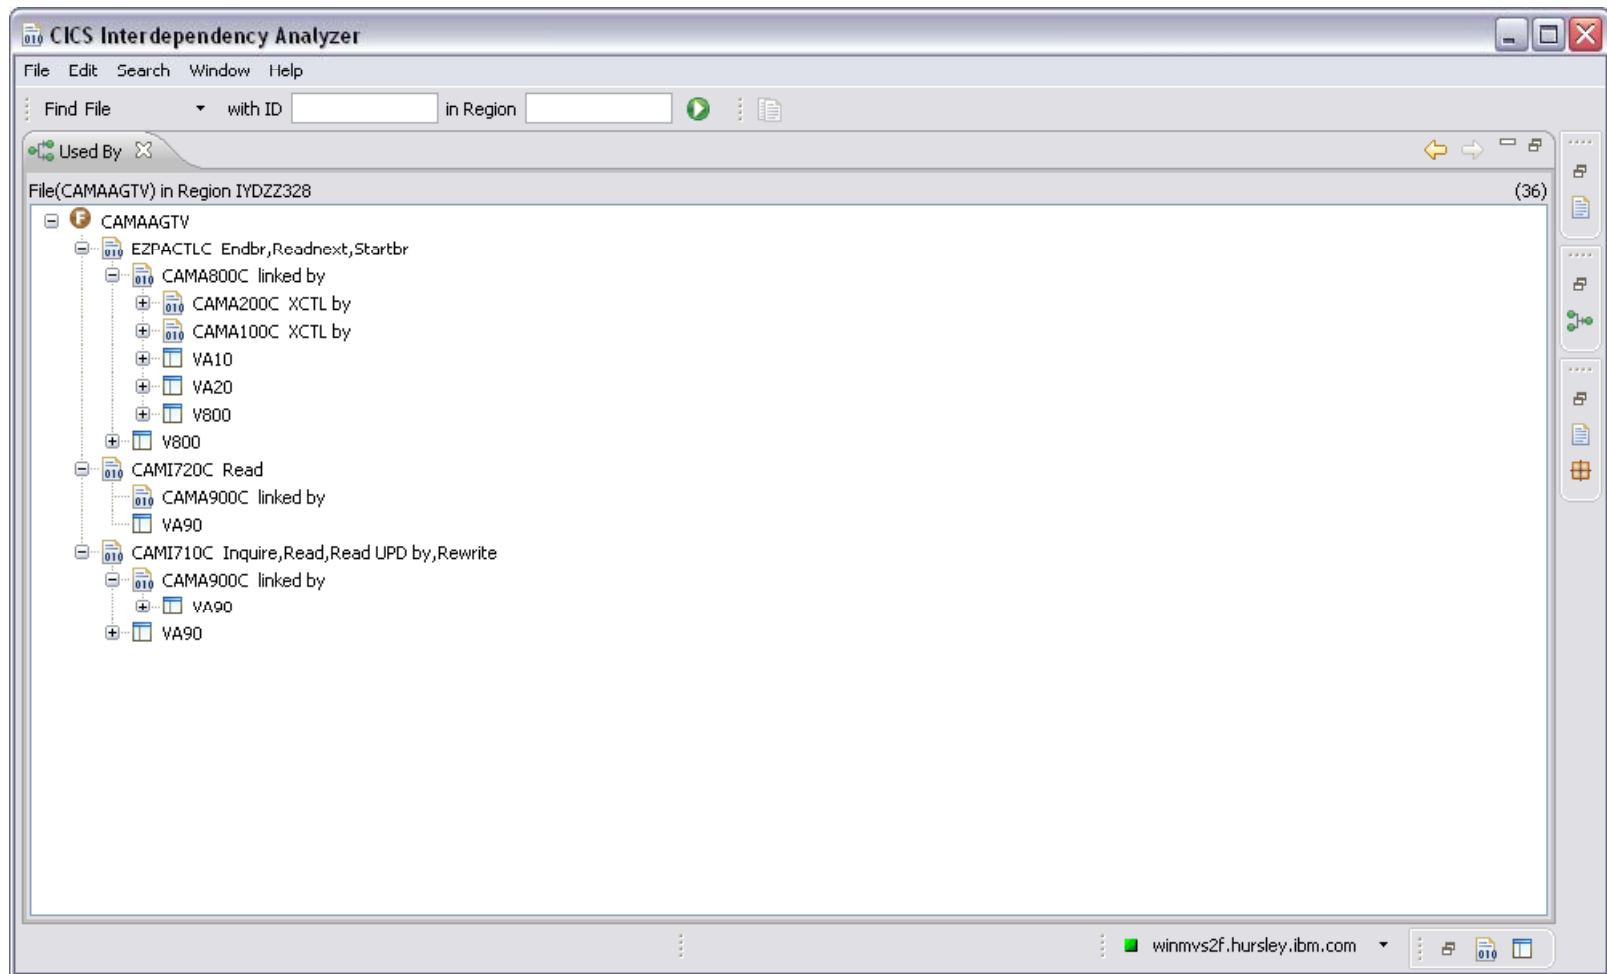 CICS Interdependency Analyzer
File Edit Search Window Help
Find File with ID in Region
Used By
File(CAMAAGTV) in Region IYDZZ328 (36)
CAMAAGTV
EZPACTLC Endbr,Readnext,Startbr
CAMA800C linked by
CAMA200C XCTL by
CAMA100C XCTL by
VA10
VA20
V800
V800
CAMI720C Read
CAMA900C linked by
VA90
CAMI710C Inquire,Read,Read UPD by,Rewrite
CAMA900C linked by
VA90
VA90
winmvs2f.hursley.ibm.com